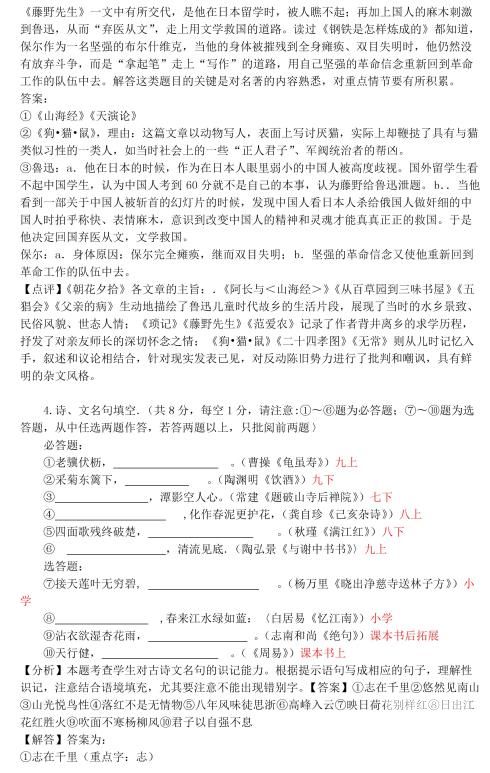 《藤野先生》一文中有所交代，是他在日本留学时，被人瞧不起；再加上国人的麻木刺激
到鲁迅，从而“弃医从文”，走上用文学救国的道路。读过《钢铁是怎样炼成的》都知道，
保尔作为一名坚强的布尔什维克，当他的身体被摧残到全身瘫痪、双目失明时，他仍然没
有放弃斗争，而是“拿起笔”走上“写作”的道路，用自己坚强的革命信念重新回到革命
工作的队伍中去。解答这类题目的关键是对名著的内容熟悉，对重点情节要有所积累。
答案：
①《山海经》《天演论》
②《狗•猫•鼠》，理由：这篇文章以动物写人，表面上写讨厌猫，实际上却鞭挞了具有与猫
类似习性的一类人，如当时社会上的一些“正人君子”、军阀统治者的帮凶。
③鲁迅：a．他在日本的时候，作为在日本人眼里弱小的中国人被高度歧视。国外留学生看
不起中国学生，认为中国人考到 60 分就不是自己的本事，认为藤野给鲁迅泄题。b．．当他
看到一部关于中国人被斩首的幻灯片的时候，发现中国人看日本人杀给俄国人做奸细的中
国人时拍手称快、表情麻木，意识到改变中国人的精神和灵魂才能真真正正的救国。于是
他决定回国弃医从文，文学救国。
保尔：a．身体原因：保尔完全瘫痪，继而双目失明；b．坚强的革命信念又使他重新回到
革命工作的队伍中去。
【点评】《朝花夕拾》各文章的主旨：．《阿长与＜山海经＞》《从百草园到三味书屋》《五
猖会》《父亲的病》生动地描绘了鲁迅儿童时代故乡的生活片段，展现了当时的水乡景致、
民俗风貌、世态人情；《琐记》《藤野先生》《范爱农》记录了作者背井离乡的求学历程，
抒发了对亲友师长的深切怀念之情；《狗•猫•鼠》《二十四孝图》《无常》则从儿时记忆入
手，叙述和议论相结合，针对现实发表己见，对反动陈旧势力进行了批判和嘲讽，具有鲜
明的杂文风格。
4.诗、文名句填空．（共 8 分，每空 1 分，请注意:①～⑥题为必答题；⑦～⑩题为选
答题，从中任选两题作答，若答两题以上，只批阅前两题）
必答题：
①老骥伏枥，＿＿＿＿＿＿＿＿。（曹操《龟虽寿》）九上
②采菊东篱下，＿＿＿＿＿＿。（陶渊明《饮酒》）九下
③＿＿＿＿＿＿＿＿，潭影空人心。（常建《题破山寺后禅院》）七下
④＿＿＿＿＿＿＿＿,化作春泥更护花，（龚自珍《己亥杂诗》）八上
⑤四面歌残终破楚，＿＿＿＿＿＿＿＿。（秋瑾《满江红》）八下
⑥＿＿＿＿＿＿＿＿，清流见底．（陶弘景《与谢中书书》）九上
选答题：
⑦接天莲叶无穷碧,＿＿＿＿＿＿＿＿。（杨万里《晓出净慈寺送林子方》）小
学
⑧＿＿＿＿＿＿＿＿,春来江水绿如蓝；（白居易《忆江南》）小学
⑨沾衣欲湿杏花雨，＿＿＿＿＿＿＿＿。（志南和尚《绝句》）课本书后拓展
⑩天行健，＿＿＿＿＿＿＿＿。（《周易》）课本书上
【分析】本题考查学生对古诗文名句的识记能力。根据提示语句写成相应的句子，理解性
识记，注意结合语境填充，尤其要注意不能出现错别字。【答案】①志在千里②悠然见南山
③山光悦鸟性④落红不是无情物⑤八年风味徒思浙⑥高峰入云⑦映日荷花别样红⑧日出江
花红胜火⑨吹面不寒杨柳风⑩君子以自强不息
【解答】答案为：
①志在千里（重点字；志）